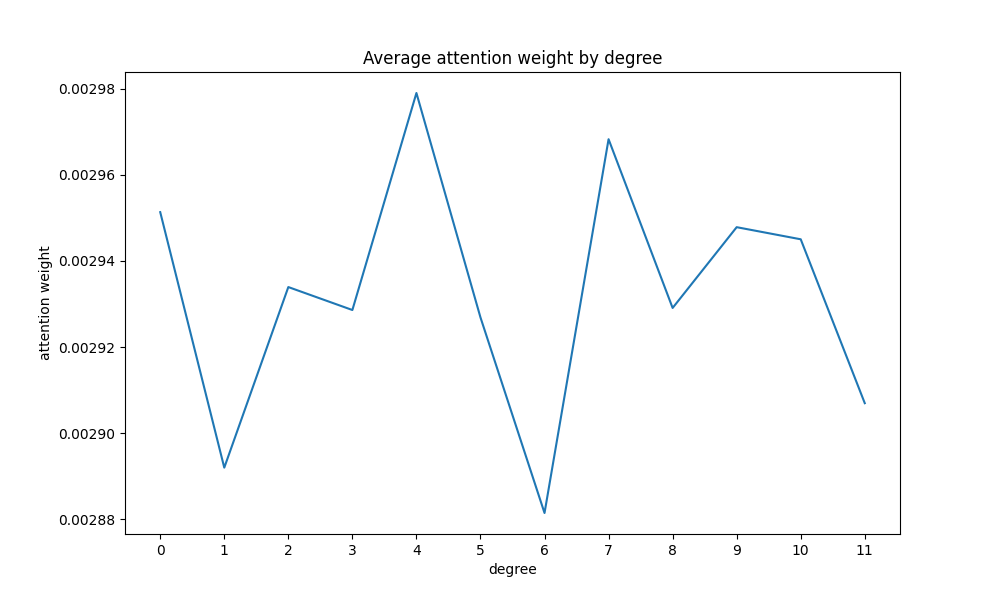 Average attention weight by degree
0.00298
0.00296
0.00294
0.00292
0.00290
0.00288
attention weight
0 1 2 3 4 5 6 7 8 9 10 11
degree